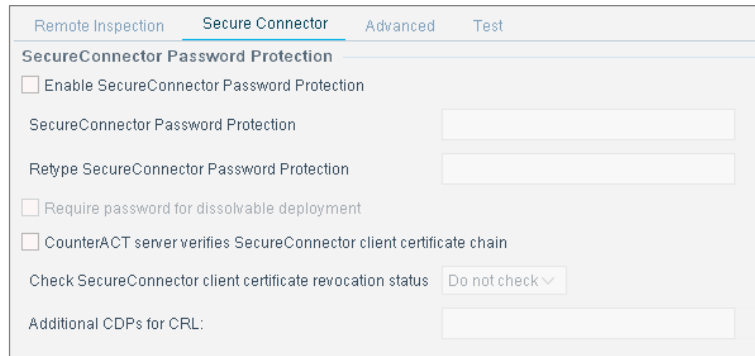 Remote Inspection Secure Connector Advanced Test
SecureConnector Password Protection
Enable SecureConnector Password Protection
SecureConnector Password Protection
Retype SecureConnector Password Protection
Require password for dissolvable deployment
CounterACT server verifies SecureConnector client certificate chain
Check SecureConnector client certificate revocation status Do not check
Additional CDPs for CRL: